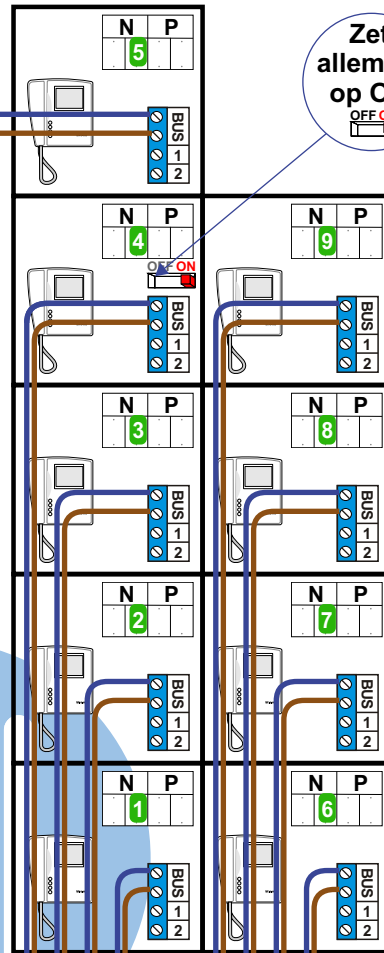 N P
5
BUS
1
2
Zet
allem
op O
OFF O
N P
4
OFF ON
BUS
1
2
N P
9
BUS
1
2
N P
3
BUS
1
2
N P
8
BUS
1
2
N P
2
BUS
1
2
N P
7
BUS
1
2
N P
1
BUS
1
2
N P
6
BUS
1
2